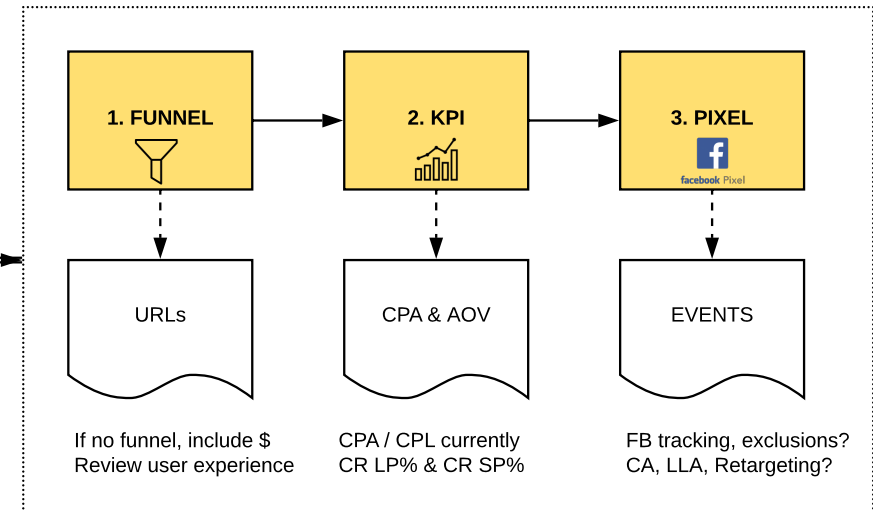 1. FUNNEL
2. KPI
3. PIXEL
facebook Pixel
URLs
CPA & AOV
EVENTS
If no funnel, include $
Review user experience
CPA / CPL currently
CR LP% & CR SP%
FB tracking, exclusions?
CA, LLA, Retargeting?